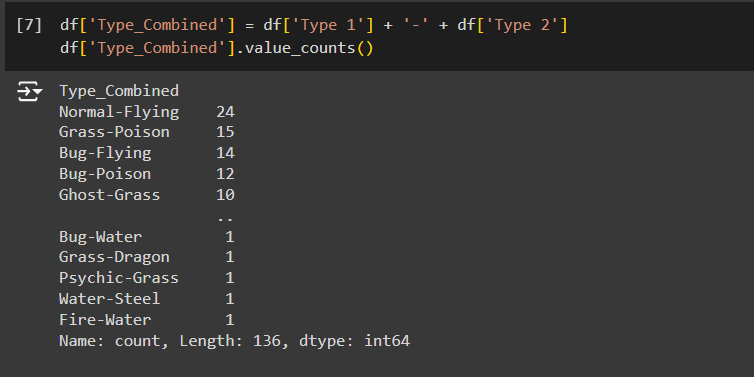 [7] df['Type_Combined'] = df['Type 1'] + '-' + df['Type 2']
df['Type_Combined'].value_counts()
Type_Combined
Normal-Flying    24
Grass-Poison     15
Bug-Flying       14
Bug-Poison       12
Ghost-Grass      10
                 ..
Bug-Water         1
Grass-Dragon      1
Psychic-Grass     1
Water-Steel       1
Fire-Water        1
Name: count, Length: 136, dtype: int64